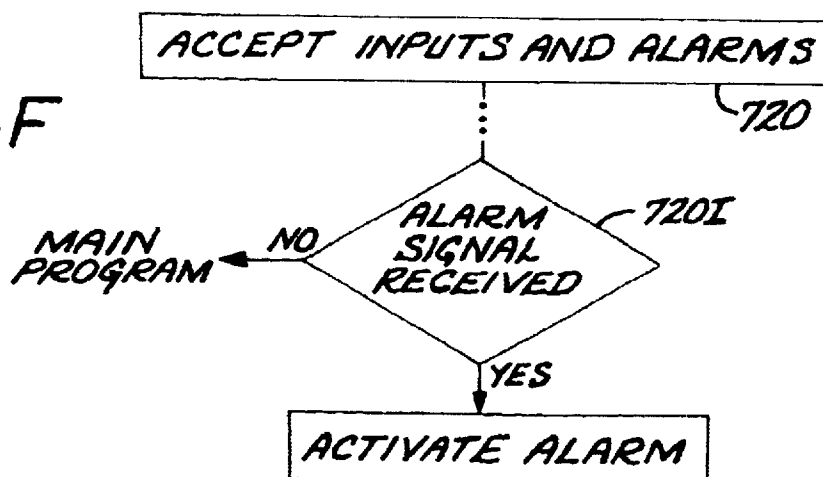 ACCEPT INPUTS AND ALARMS
720
F
ALARM
SIGNAL
RECEIVED
720I
NO
MAIN
PROGRAM
YES
ACTIVATE ALARM